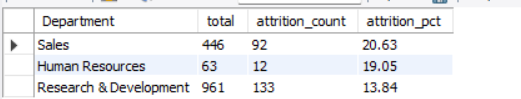 Department total attrition_count attrition_pct
Sales 446 92 20.63
Human Resources 63 12 19.05
Research & Development 961 133 13.84